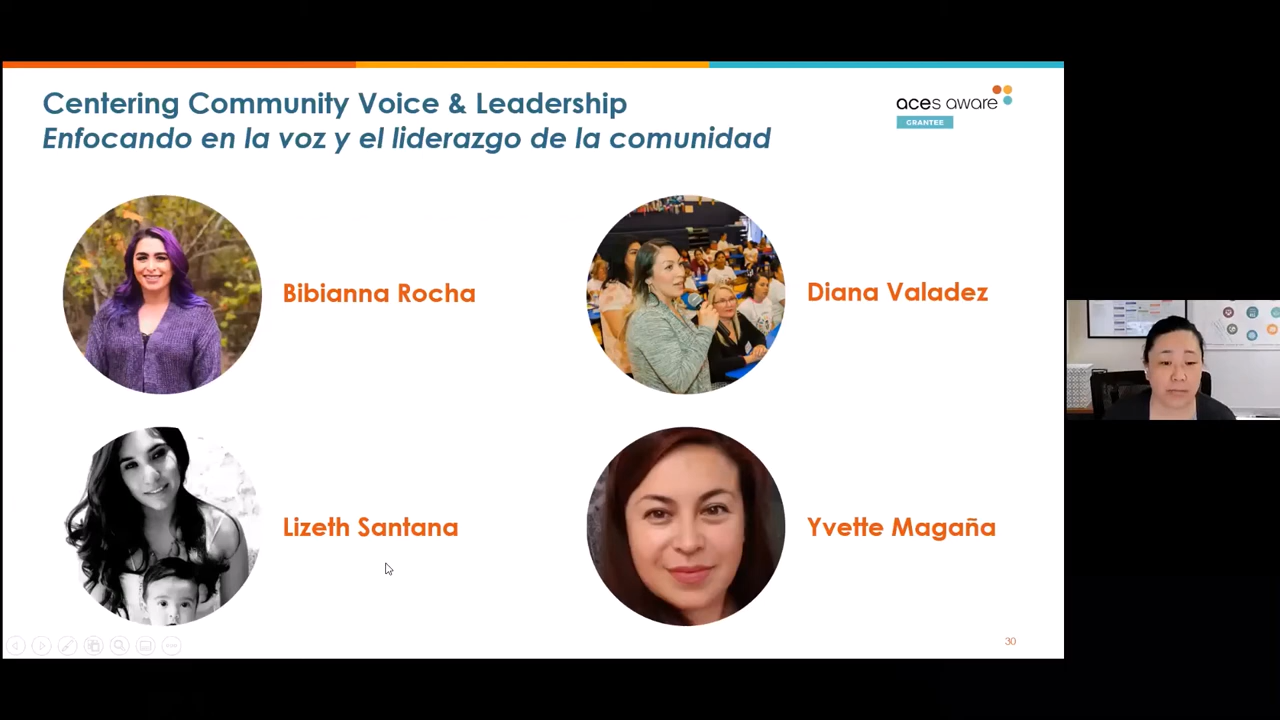 Centering Community Voice & Leadership
Enfocando en la voz y el liderazgo de la comunidad
aces aware
GRANTEE
Bibianna Rocha
Diana Valadez
Lizeth Santana
Yvette Magaña
30